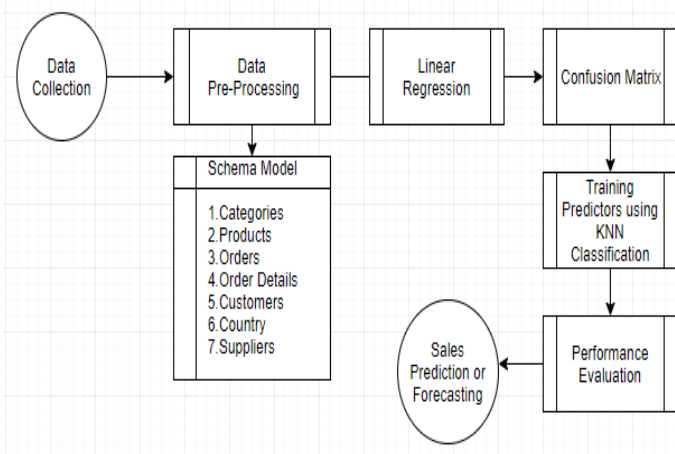 Data
Collection
Data
Pre-Processing
Linear
Regression
Confusion Matrix
Schema Model
1.Categories
2.Products
3.Orders
4.Order Details
5.Customers
6.Country
7.Suppliers
Training
Predictors using
KNN
Classification
Performance
Evaluation
Sales
Prediction or
Forecasting